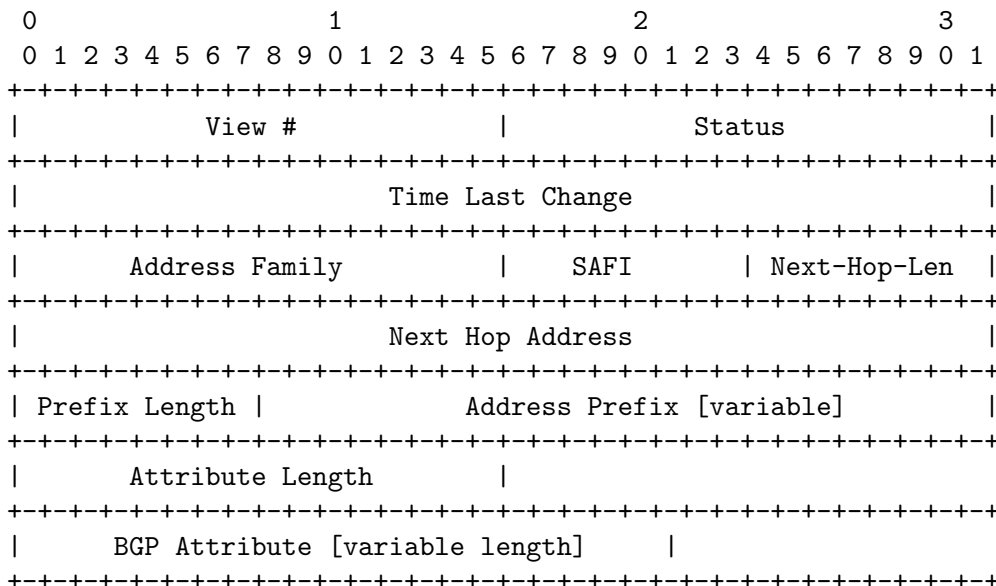 0                   1                   2                   3
 0 1 2 3 4 5 6 7 8 9 0 1 2 3 4 5 6 7 8 9 0 1 2 3 4 5 6 7 8 9 0 1
+-+-+-+-+-+-+-+-+-+-+-+-+-+-+-+-+-+-+-+-+-+-+-+-+-+-+-+-+-+-+-+-+
|            View #             |            Status             |
+-+-+-+-+-+-+-+-+-+-+-+-+-+-+-+-+-+-+-+-+-+-+-+-+-+-+-+-+-+-+-+-+
|                        Time Last Change                       |
+-+-+-+-+-+-+-+-+-+-+-+-+-+-+-+-+-+-+-+-+-+-+-+-+-+-+-+-+-+-+-+-+
|       Address Family          |    SAFI       | Next-Hop-Len  |
+-+-+-+-+-+-+-+-+-+-+-+-+-+-+-+-+-+-+-+-+-+-+-+-+-+-+-+-+-+-+-+-+
|                        Next Hop Address                       |
+-+-+-+-+-+-+-+-+-+-+-+-+-+-+-+-+-+-+-+-+-+-+-+-+-+-+-+-+-+-+-+-+
| Prefix Length |             Address Prefix [variable]         |
+-+-+-+-+-+-+-+-+-+-+-+-+-+-+-+-+-+-+-+-+-+-+-+-+-+-+-+-+-+-+-+-+
|       Attribute Length        |
+-+-+-+-+-+-+-+-+-+-+-+-+-+-+-+-+-+-+-+-+-+-+-+-+-+-+-+-+-+-+-+-+
|      BGP Attribute [variable length]     |
+-+-+-+-+-+-+-+-+-+-+-+-+-+-+-+-+-+-+-+-+-+-+-+-+-+-+-+-+-+-+-+-+